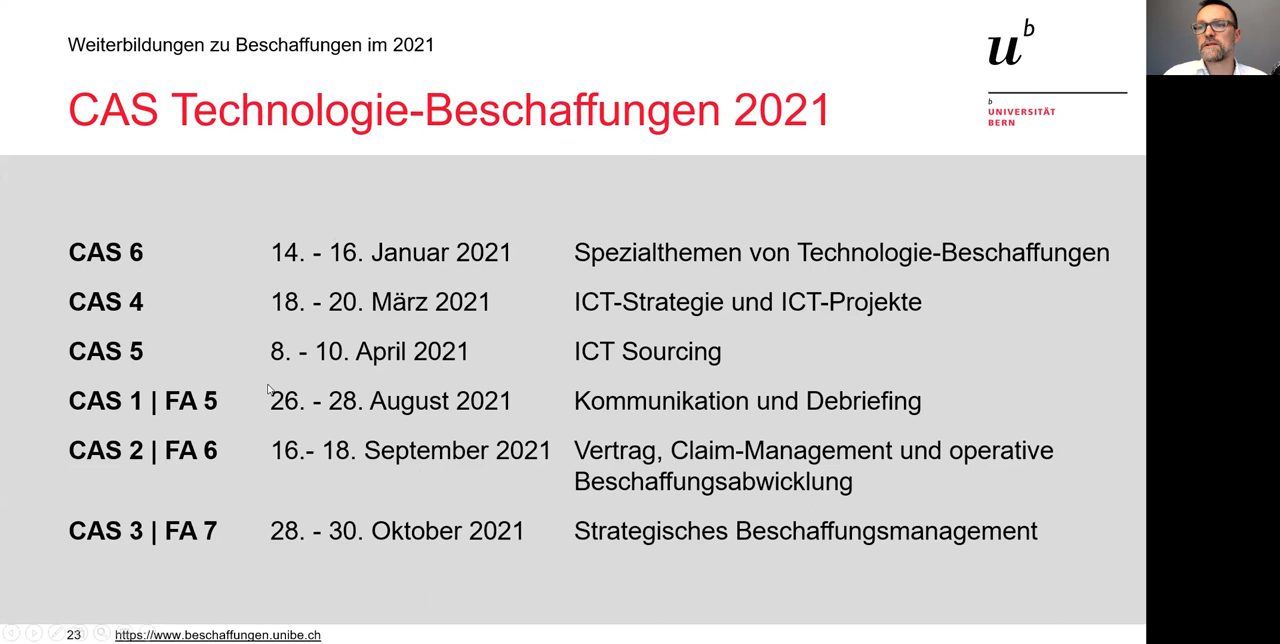 Weiterbildungen zu Beschaffungen im 2021
CAS Technologie-Beschaffungen 2021
u b
b
UNIVERSITÄT
BERN
CAS 6 14. - 16. Januar 2021 Spezialthemen von Technologie-Beschaffungen
CAS 4 18. - 20. März 2021 ICT-Strategie und ICT-Projekte
CAS 5 8. - 10. April 2021 ICT Sourcing
CAS 1 | FA 5 26. - 28. August 2021 Kommunikation und Debriefing
CAS 2 | FA 6 16.- 18. September 2021 Vertrag, Claim-Management und operative
Beschaffungsabwicklung
CAS 3 | FA 7 28. - 30. Oktober 2021 Strategisches Beschaffungsmanagement
23 https://www.beschaffungen.unibe.ch